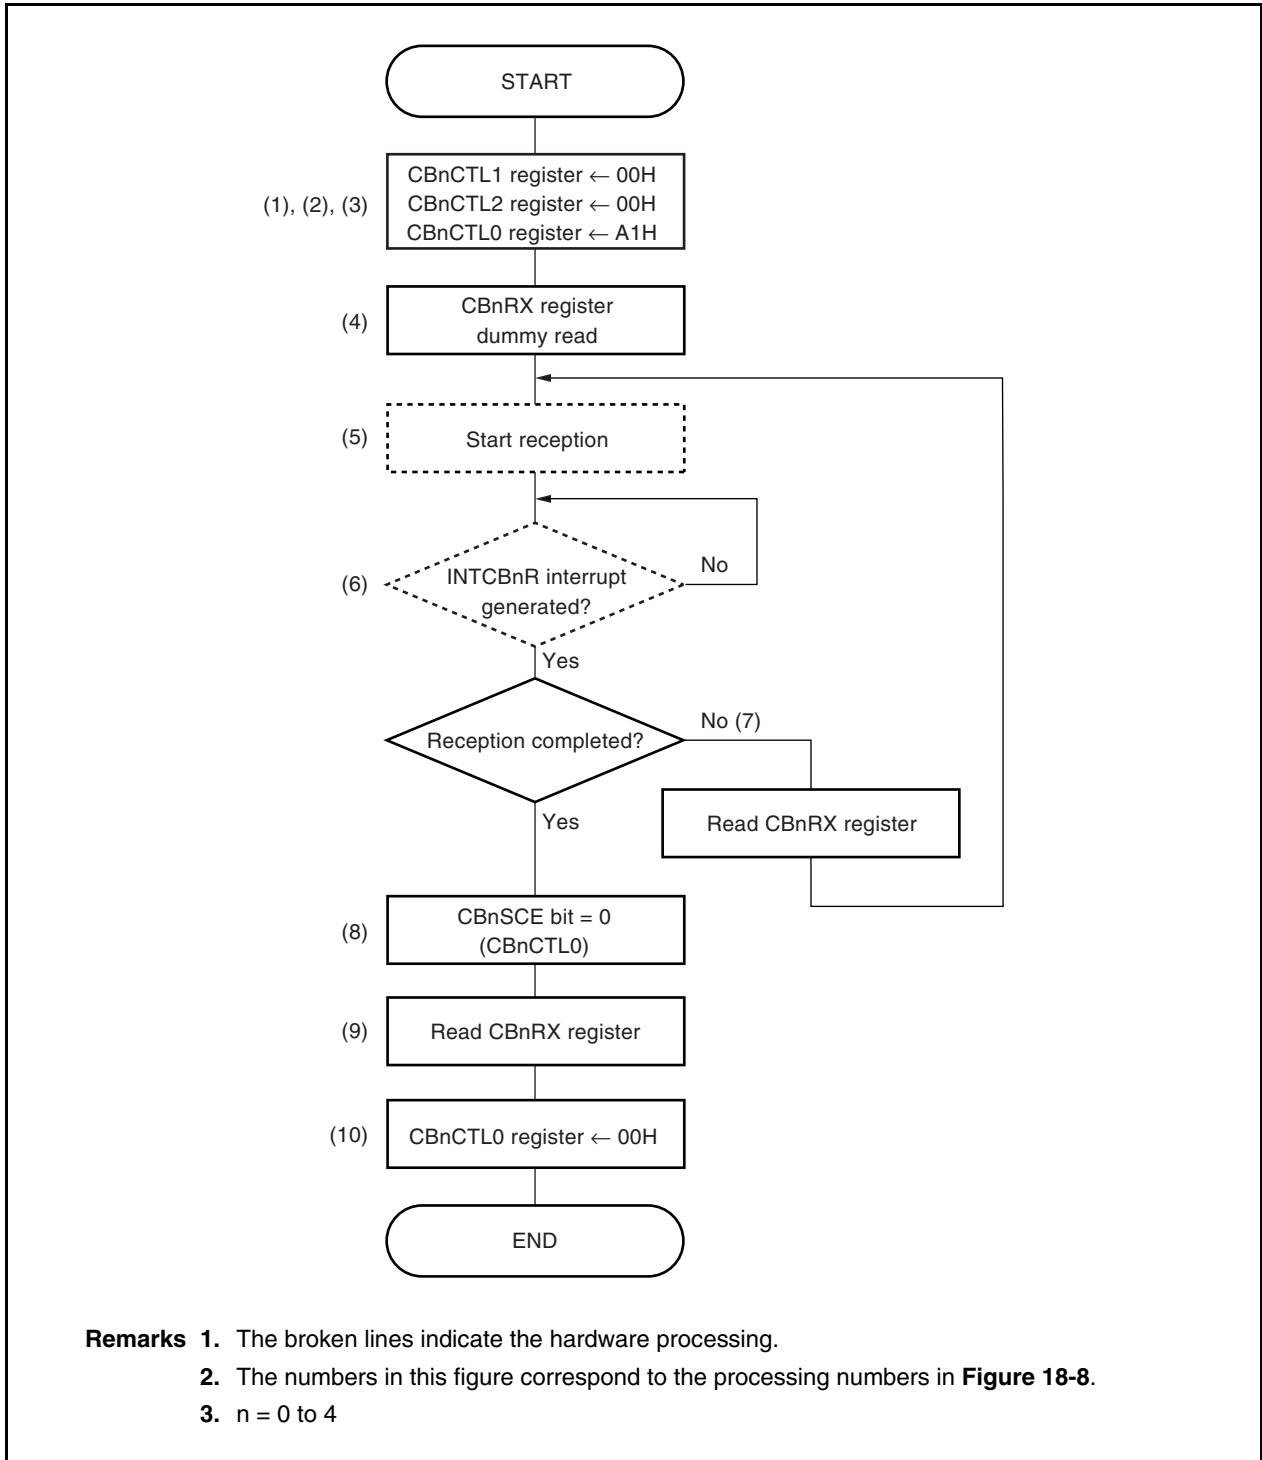 START
(1), (2), (3)
CBnCTL1 register ← 00H
CBnCTL2 register ← 00H
CBnCTL0 register ← A1H
(4)
CBnRX register
dummy read
(5)
Start reception
(6)
INTCBnR interrupt
generated?
No
Yes
Reception completed?
No (7)
Read CBnRX register
Yes
(8)
CBnSCE bit = 0
(CBnCTL0)
(9)
Read CBnRX register
(10)
CBnCTL0 register ← 00H
END
Remarks 1. The broken lines indicate the hardware processing.
2. The numbers in this figure correspond to the processing numbers in Figure 18-8.
3. n = 0 to 4